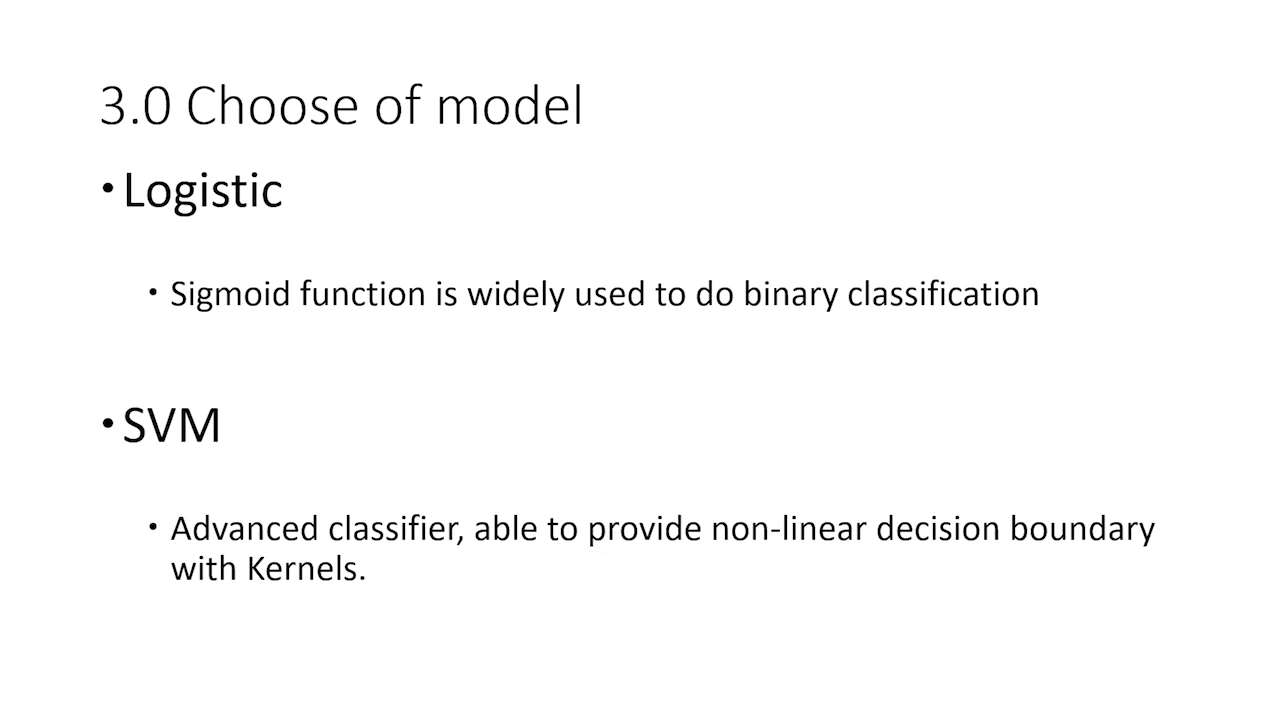 3.0 Choose of model
• Logistic
• Sigmoid function is widely used to do binary classification
• SVM
• Advanced classifier, able to provide non-linear decision boundary
with Kernels.